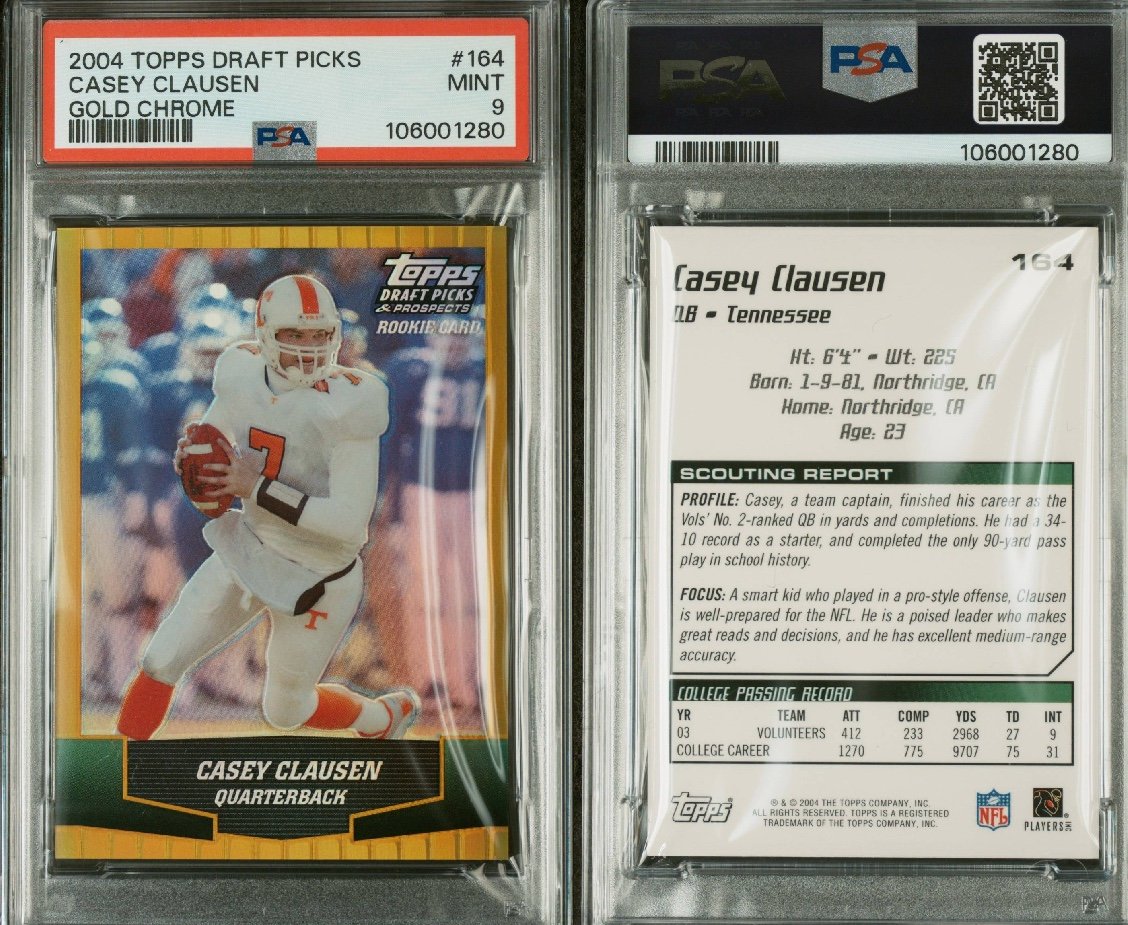 2004 TOPPS DRAFT PICKS #164
CASEY CLAUSEN MINT
GOLD CHROME 9
PSA 106001280
Topps
DRAFT PICKS
& PROSPECTS
ROOKIE CARD
91
7
7
T
T
CASEY CLAUSEN
QUARTERBACK
PSA
PSA
106001280
164
Casey Clausen
QB - Tennessee
Ht: 6'4" - Wt: 225
Born: 1-9-81, Northridge, CA
Home: Northridge, CA
Age: 23
SCOUTING REPORT
PROFILE: Casey, a team captain, finished his career as the
Vols' No. 2-ranked QB in yards and completions. He had a 34-
10 record as a starter, and completed the only 90-yard pass
play in school history.
FOCUS: A smart kid who played in a pro-style offense, Clausen
is well-prepared for the NFL. He is a poised leader who makes
great reads and decisions, and he has excellent medium-range
accuracy.
COLLEGE PASSING RECORD
YR TEAM ATT COMP YDS TD INT
03 VOLUNTEERS 412 233 2968 27 9
COLLEGE CAREER 1270 775 9707 75 31
Topps
® & © 2004 THE TOPPS COMPANY, INC.
ALL RIGHTS RESERVED. TOPPS IS A REGISTERED
TRADEMARK OF THE TOPPS COMPANY, INC.
NFL
PLAYERS INC
PSA